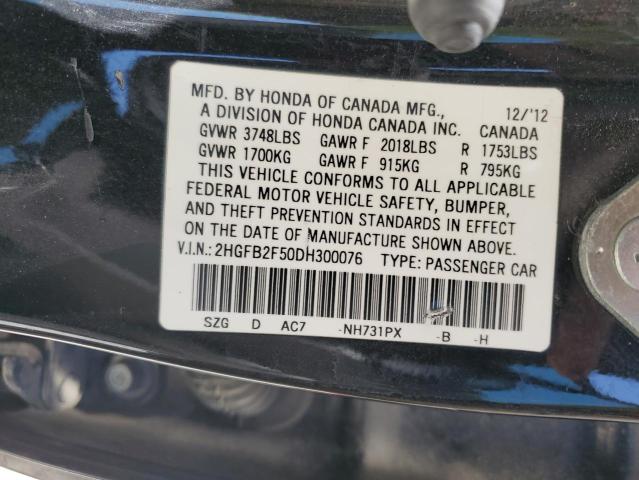 MFD. BY HONDA OF CANADA MFG., 12/'12
A DIVISION OF HONDA CANADA INC. CANADA
GVWR 3748LBS GAWR F 2018LBS R 1753LBS
GVWR 1700KG GAWR F 915KG R 795KG
THIS VEHICLE CONFORMS TO ALL APPLICABLE
FEDERAL MOTOR VEHICLE SAFETY, BUMPER,
AND THEFT PREVENTION STANDARDS IN EFFECT
ON THE DATE OF MANUFACTURE SHOWN ABOVE.
V.I.N.: 2HGFB2F50DH300076 TYPE: PASSENGER CAR
SZG D AC7 -NH731PX -B -H